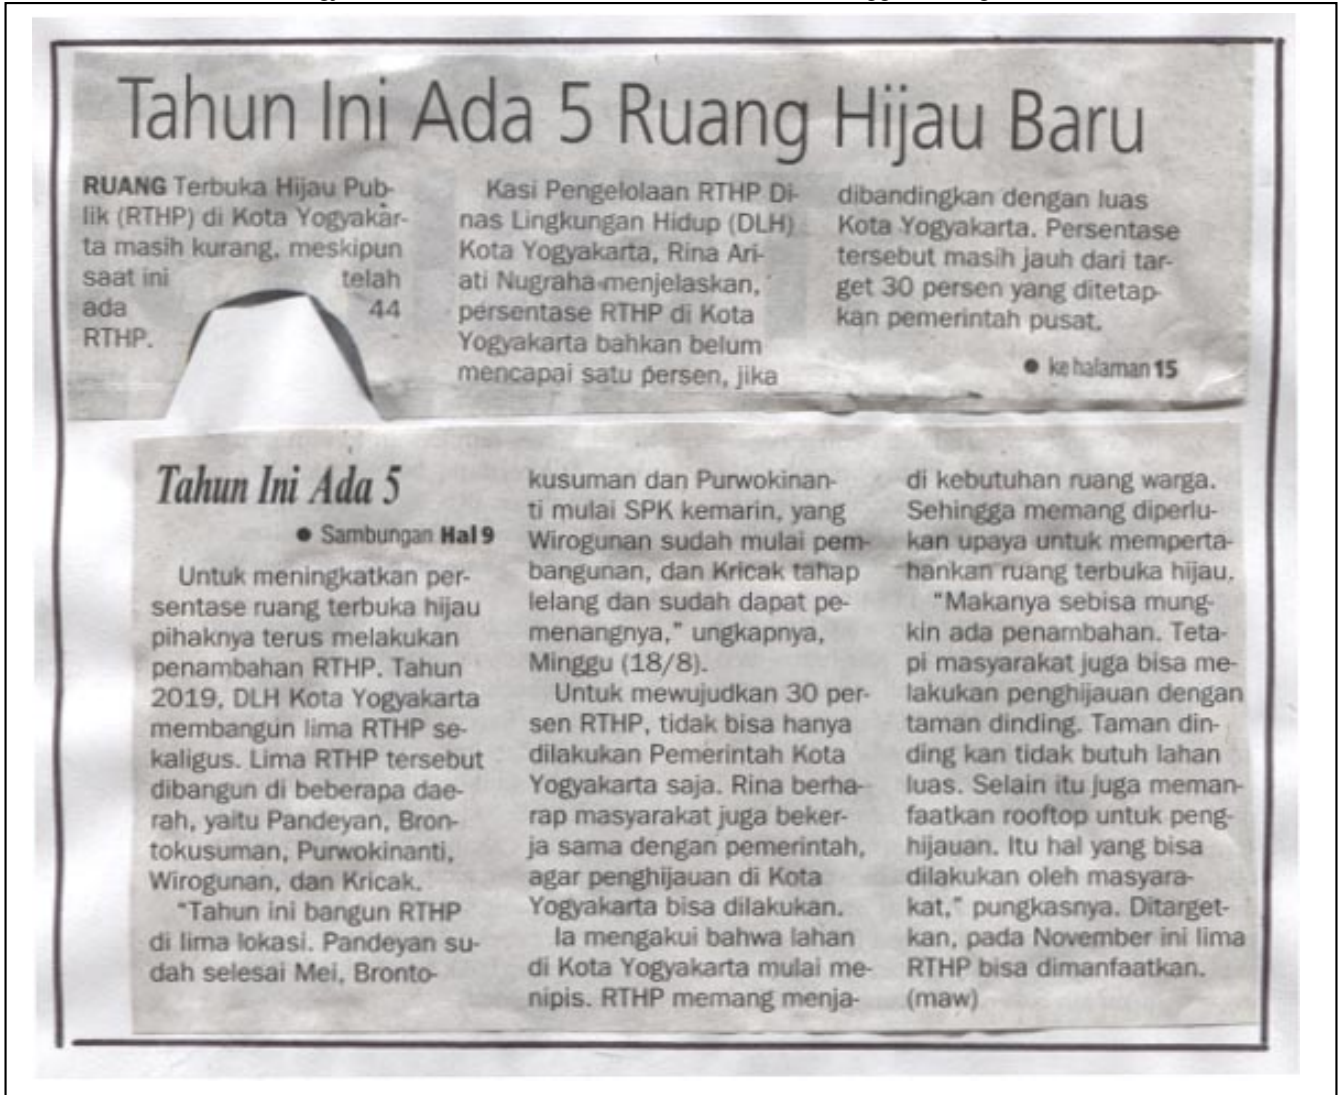 Tahun Ini Ada 5 Ruang Hijau Baru
RUANG Terbuka Hijau Pub-
lik (RTHP) di Kota Yogyakar-
ta masih kurang, meskipun
saat ini telah
ada 44
RTHP.
Kasi Pengelolaan RTHP Di-
nas Lingkungan Hidup (DLH)
Kota Yogyakarta, Rina Ari-
ati Nugraha menjelaskan,
persentase RTHP di Kota
Yogyakarta bahkan belum
mencapai satu persen, jika
dibandingkan dengan luas
Kota Yogyakarta. Persentase
tersebut masih jauh dari tar-
get 30 persen yang ditetap-
kan pemerintah pusat.
● ke halaman 15
Tahun Ini Ada 5
● Sambungan Hal 9
Untuk meningkatkan per-
sentase ruang terbuka hijau
pihaknya terus melakukan
penambahan RTHP. Tahun
2019, DLH Kota Yogyakarta
membangun lima RTHP se-
kaligus. Lima RTHP tersebut
dibangun di beberapa dae-
rah, yaitu Pandeyan, Bron-
tokusuman, Purwokinanti,
Wirogunan, dan Kricak.
"Tahun ini bangun RTHP
di lima lokasi. Pandeyan su-
dah selesai Mei, Bronto-
kusuman dan Purwokinan-
ti mulai SPK kemarin, yang
Wirogunan sudah mulai pem-
bangunan, dan Kricak tahap
lelang dan sudah dapat pe-
menangnya," ungkapnya,
Minggu (18/8).
Untuk mewujudkan 30 per-
sen RTHP, tidak bisa hanya
dilakukan Pemerintah Kota
Yogyakarta saja. Rina berha-
rap masyarakat juga beker-
ja sama dengan pemerintah,
agar penghijauan di Kota
Yogyakarta bisa dilakukan.
Ia mengakui bahwa lahan
di Kota Yogyakarta mulai me-
nipis. RTHP memang menja-
di kebutuhan ruang warga.
Sehingga memang diperlu-
kan upaya untuk memperta-
hankan ruang terbuka hijau.
"Makanya sebisa mung-
kin ada penambahan. Teta-
pi masyarakat juga bisa me-
lakukan penghijauan dengan
taman dinding. Taman din-
ding kan tidak butuh lahan
luas. Selain itu juga meman-
faatkan rooftop untuk peng-
hijauan. Itu hal yang bisa
dilakukan oleh masyara-
kat," pungkasnya. Ditarget-
kan, pada November ini lima
RTHP bisa dimanfaatkan.
(maw)